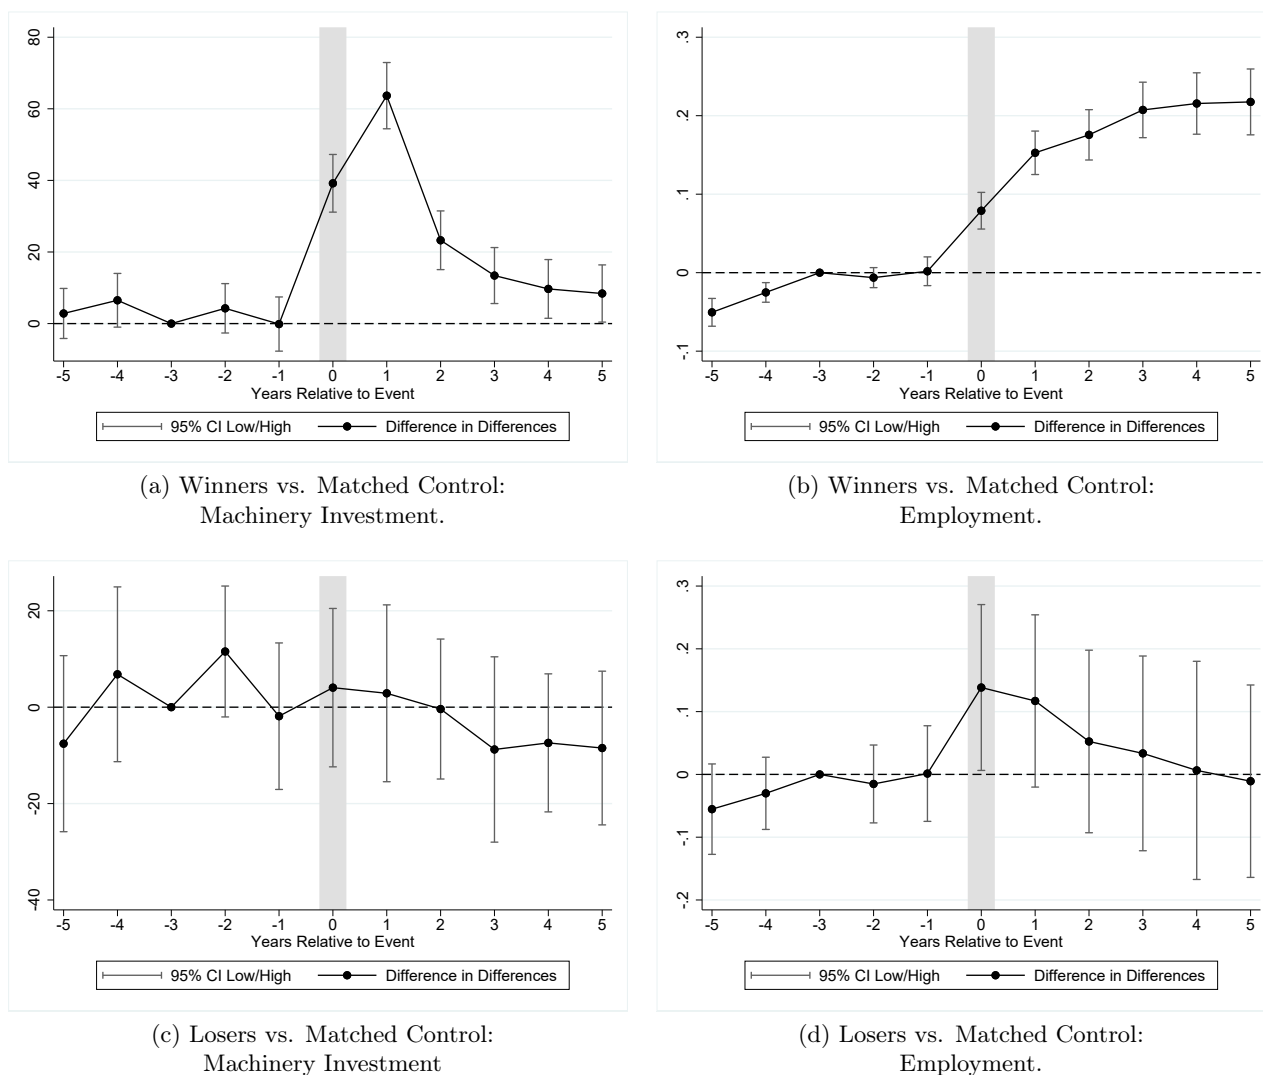 80
60
40
20
0
-5 -4 -3 -2 -1 0 1 2 3 4 5
Years Relative to Event
95% CI Low/High Difference in Differences
(a) Winners vs. Matched Control:
Machinery Investment.
.3
.2
.1
0
-.1
-5 -4 -3 -2 -1 0 1 2 3 4 5
Years Relative to Event
95% CI Low/High Difference in Differences
(b) Winners vs. Matched Control:
Employment.
20
0
-20
-40
-5 -4 -3 -2 -1 0 1 2 3 4 5
Years Relative to Event
95% CI Low/High Difference in Differences
(c) Losers vs. Matched Control:
Machinery Investment
.3
.2
.1
0
-.1
-.2
-5 -4 -3 -2 -1 0 1 2 3 4 5
Years Relative to Event
95% CI Low/High Difference in Differences
(d) Losers vs. Matched Control:
Employment.